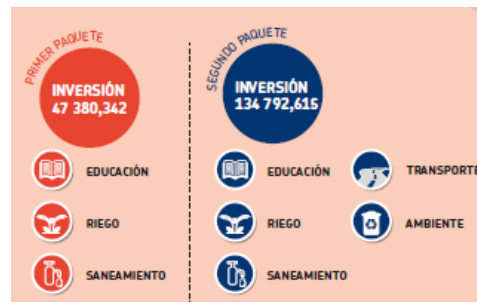 PRIMER PAQUETE
INVERSIÓN
47 380,342
EDUCACIÓN
RIEGO
SANEAMIENTO
SEGUNDO PAQUETE
INVERSIÓN
134 792,615
EDUCACIÓN
RIEGO
SANEAMIENTO
TRANSPORTE
AMBIENTE